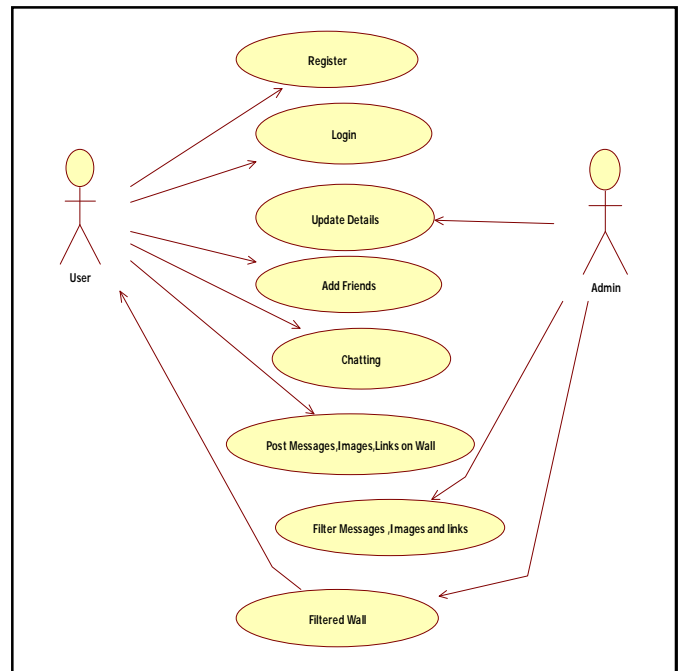 Register
Login
Update Details
User
Add Friends
Admin
Chatting
Post Messages,Images,Links on Wall
Filter Messages ,Images and links
Filtered Wall